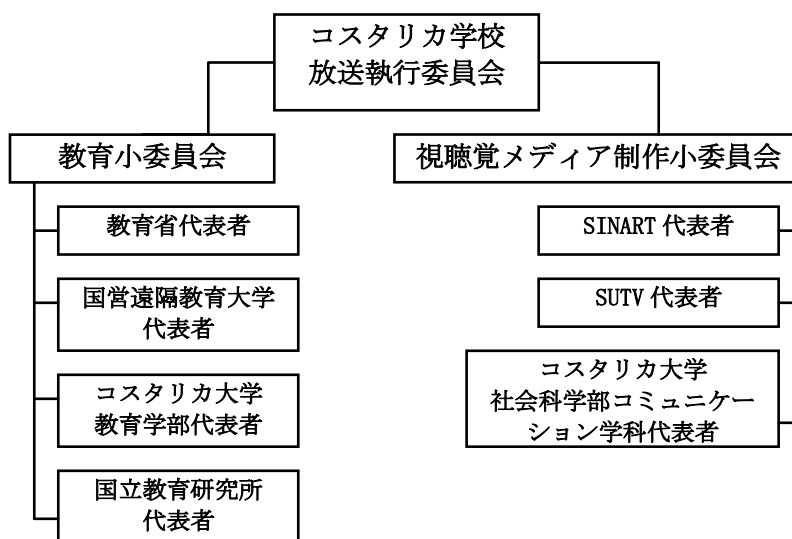 コスタリカ学校
放送執行委員会
教育小委員会
教育省代表者
国営遠隔教育大学
代表者
コスタリカ大学
教育学部代表者
国立教育研究所
代表者
視聴覚メディア制作小委員会
SINART 代表者
SUTV 代表者
コスタリカ大学
社会科学部コミュニケー
ション学科代表者